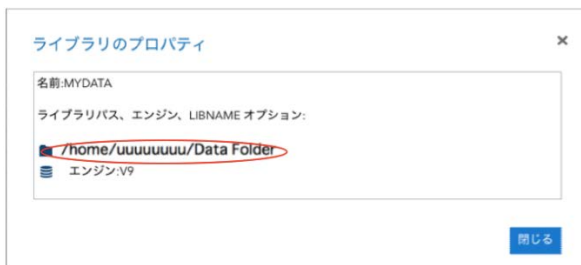 ライブラリのプロパティ
×
名前:MYDATA
ライブラリパス、エンジン、LIBNAME オプション:
/home/uuuuuuuu/Data Folder
エンジン:V9
閉じる